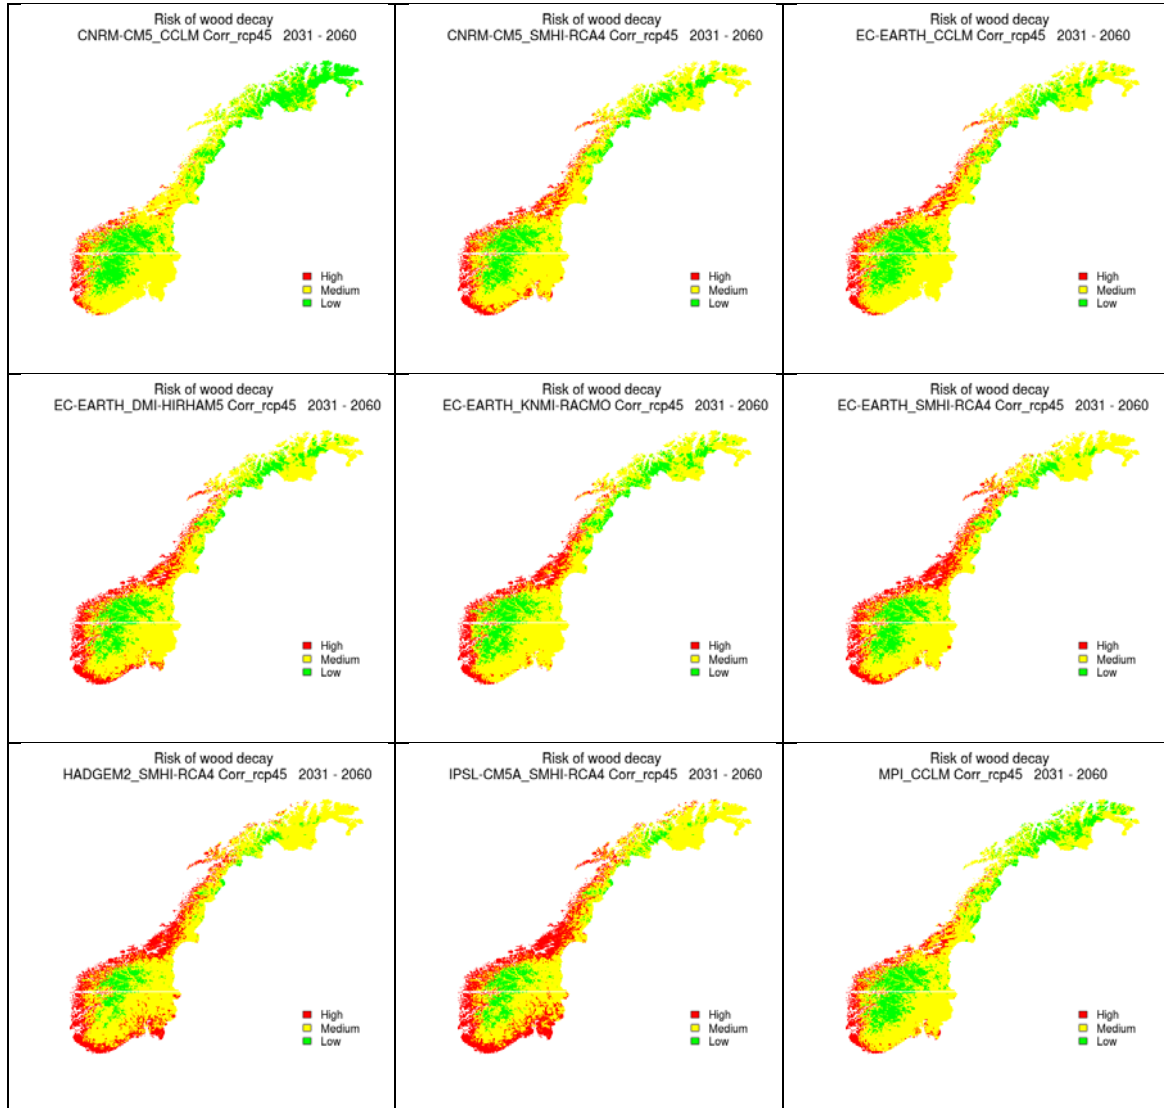 Risk of wood decay
CNRM-CM5_CCLM Corr_rcp45 2031 - 2060
High
Medium
Low
Risk of wood decay
CNRM-CM5_SMHI-RCA4 Corr_rcp45 2031 - 2060
High
Medium
Low
Risk of wood decay
EC-EARTH_CCLM Corr_rcp45 2031 - 2060
High
Medium
Low
Risk of wood decay
EC-EARTH_DMI-HIRHAM5 Corr_rcp45 2031 - 2060
High
Medium
Low
Risk of wood decay
EC-EARTH_KNMI-RACMO Corr_rcp45 2031 - 2060
High
Medium
Low
Risk of wood decay
EC-EARTH_SMHI-RCA4 Corr_rcp45 2031 - 2060
High
Medium
Low
Risk of wood decay
HADGEM2_SMHI-RCA4 Corr_rcp45 2031 - 2060
High
Medium
Low
Risk of wood decay
IPSL-CM5A_SMHI-RCA4 Corr_rcp45 2031 - 2060
High
Medium
Low
Risk of wood decay
MPI_CCLM Corr_rcp45 2031 - 2060
High
Medium
Low